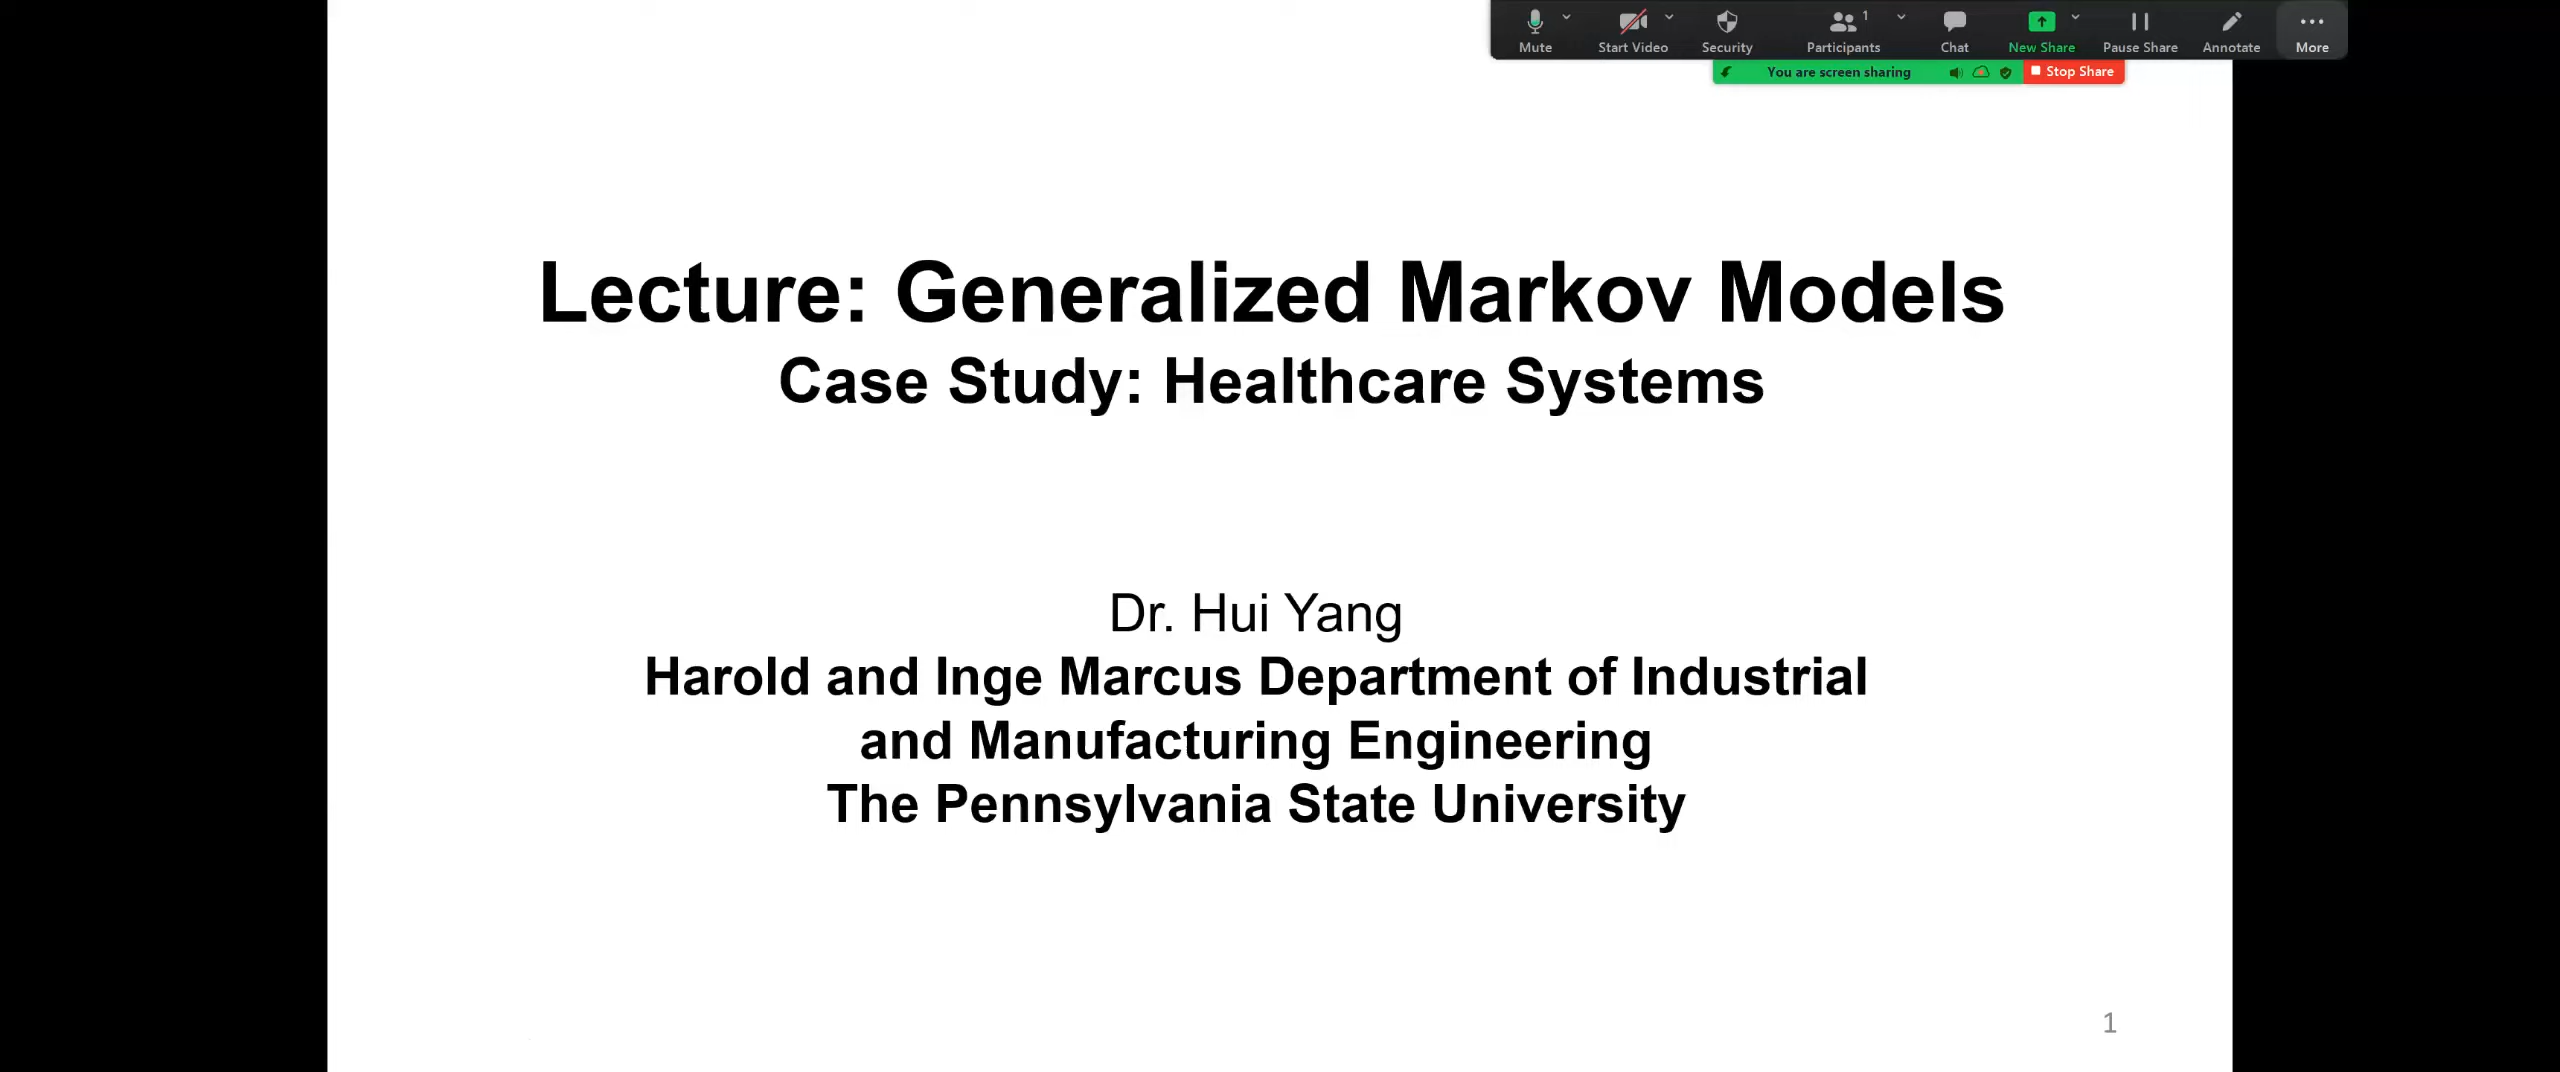 Mute
Start Video
Security
Participants
1
Chat
New Share
Pause Share
Annotate
More
You are screen sharing
Stop Share
Lecture: Generalized Markov Models
Case Study: Healthcare Systems
Dr. Hui Yang
Harold and Inge Marcus Department of Industrial
and Manufacturing Engineering
The Pennsylvania State University
1